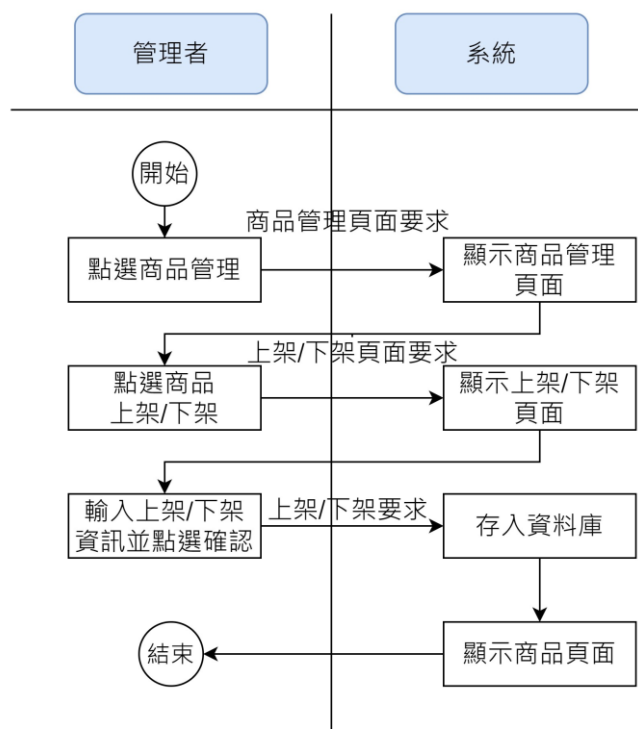 管理者
系統
開始
商品管理頁面要求
點選商品管理
顯示商品管理
頁面
上架/下架頁面要求
點選商品
上架/下架
顯示上架/下架
頁面
輸入上架/下架
資訊並點選確認
上架/下架要求
存入資料庫
結束
顯示商品頁面